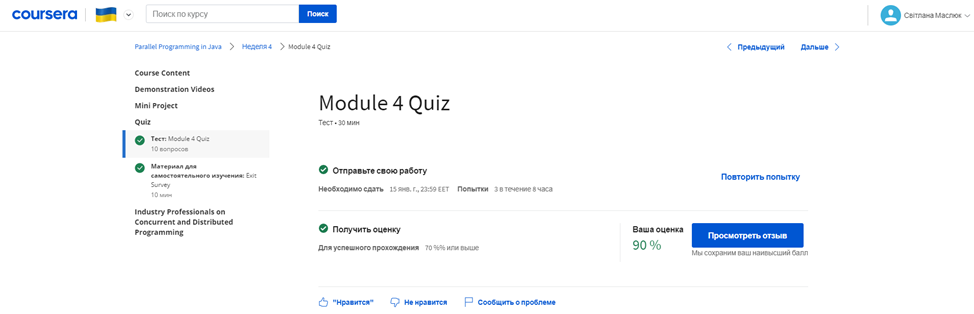 coursera
Поиск по курсу
Поиск
Світлана Маслюк
Parallel Programming in Java
Неделя 4
Module 4 Quiz
Предыдущий
Дальше
Course Content
Demonstration Videos
Mini Project
Quiz
Тест: Module 4 Quiz
10 вопросов
Материал для
самостоятельного изучения: Exit
Survey
10 мин
Industry Professionals on
Concurrent and Distributed
Programming
Module 4 Quiz
Тест • 30 мин
Отправьте свою работу
Необходимо сдать 15 янв. г., 23:59 EET Попытки 3 в течение 8 часа
Повторить попытку
Получить оценку
Для успешного прохождения 70 %% или выше
Ваша оценка
90 %
Просмотреть отзыв
Мы сохраним ваш наивысший балл
"Нравится"
Не нравится
Сообщить о проблеме